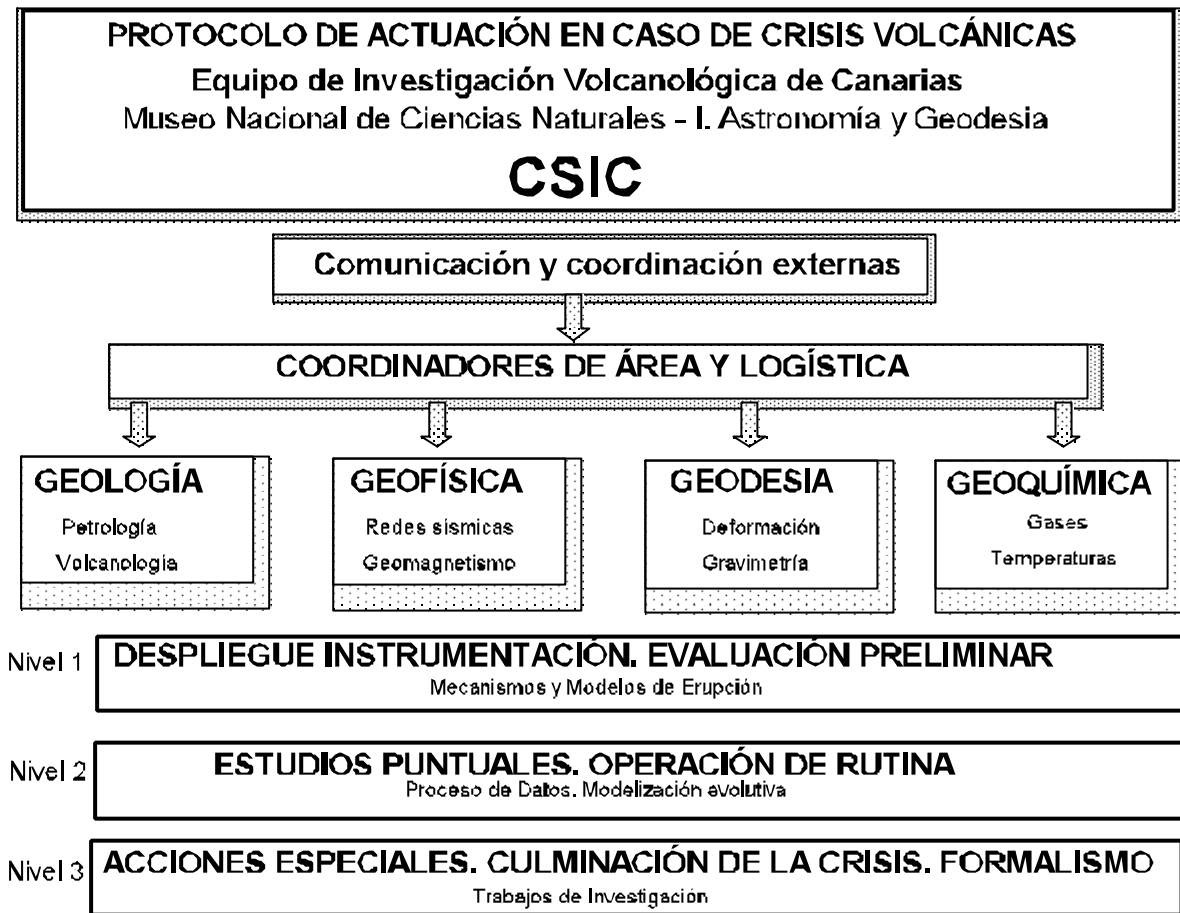 PROTOCOLO DE ACTUACIÓN EN CASO DE CRISIS VOLCÁNICAS
Equipo de Investigación Volcanológica de Canarias
Museo Nacional de Ciencias Naturales - I. Astronomía y Geodesia
CSIC
Comunicación y coordinación externas
COORDINADORES DE ÁREA Y LOGÍSTICA
GEOLOGÍA
Petrología
Volcanología
GEOFÍSICA
Redes sísmicas
Geomagnetismo
GEODESIA
Deformación
Gravimetría
GEOQUÍMICA
Gases
Temperaturas
Nivel 1
DESPLIEGUE INSTRUMENTACIÓN. EVALUACIÓN PRELIMINAR
Mecanismos y Modelos de Erupción
Nivel 2
ESTUDIOS PUNTUALES. OPERACIÓN DE RUTINA
Proceso de Datos. Modelización evolutiva
Nivel 3
ACCIONES ESPECIALES. CULMINACIÓN DE LA CRISIS. FORMALISMO
Trabajos de Investigación